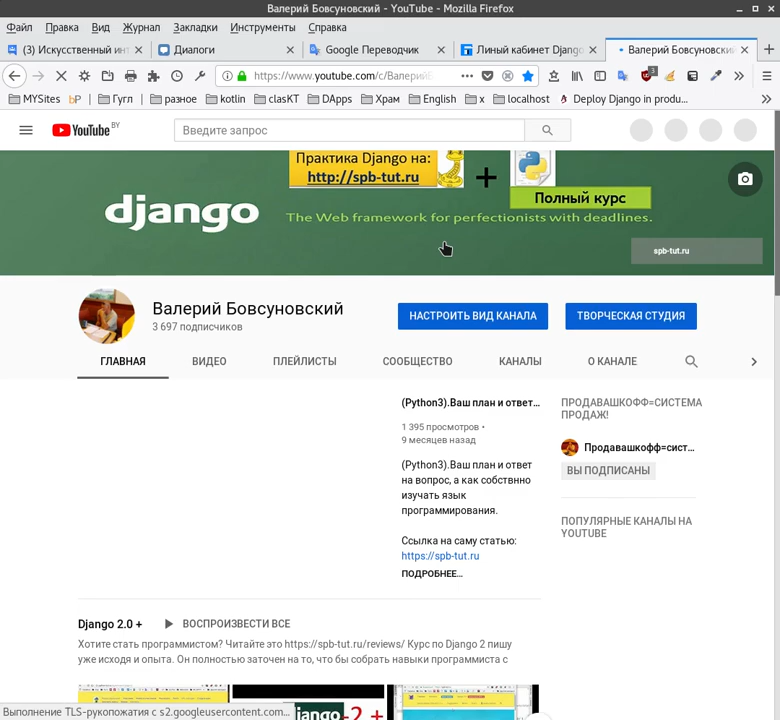 Валерий Бовсуновский - YouTube - Mozilla Firefox
Файл Правка Вид Журнал Закладки Инструменты Справка
(3) Искусственный инт
Диалоги
Google Переводчик
Линый кабинет Django
Валерий Бовсуновский
https://www.youtube.com/c/ВалерийБ
3
MYSites
Гугл
разное
kotlin
clasKT
DApps
Храм
English
x
localhost
Deploy Django in produ...
YouTube BY
Введите запрос
Практика Django на:
http://spb-tut.ru
+
Полный курс
django
The Web framework for perfectionists with deadlines.
spb-tut.ru
Валерий Бовсуновский
3 697 подписчиков
НАСТРОИТЬ ВИД КАНАЛА
ТВОРЧЕСКАЯ СТУДИЯ
ГЛАВНАЯ ВИДЕО ПЛЕЙЛИСТЫ СООБЩЕСТВО КАНАЛЫ О КАНАЛЕ
(Python3).Ваш план и ответ...
1 395 просмотров •
9 месяцев назад
(Python3).Ваш план и ответ
на вопрос, а как собствнно
изучать язык
программирования.
Ссылка на саму статью:
https://spb-tut.ru
ПОДРОБНЕЕ...
ПРОДАВАШКОФФ=СИСТЕМА
ПРОДАЖ!
Продавашкофф=сист...
ВЫ ПОДПИСАНЫ
ПОПУЛЯРНЫЕ КАНАЛЫ НА
YOUTUBE
Django 2.0 +
ВОСПРОИЗВЕСТИ ВСЕ
Хотите стать программистом? Читайте это https://spb-tut.ru/reviews/ Курс по Django 2 пишу
уже исходя и опыта. Он полностью заточен на то, что бы собрать навыки программиста с
Выполнение TLS-рукопожатия с s2.googleusercontent.com...
django-2 +